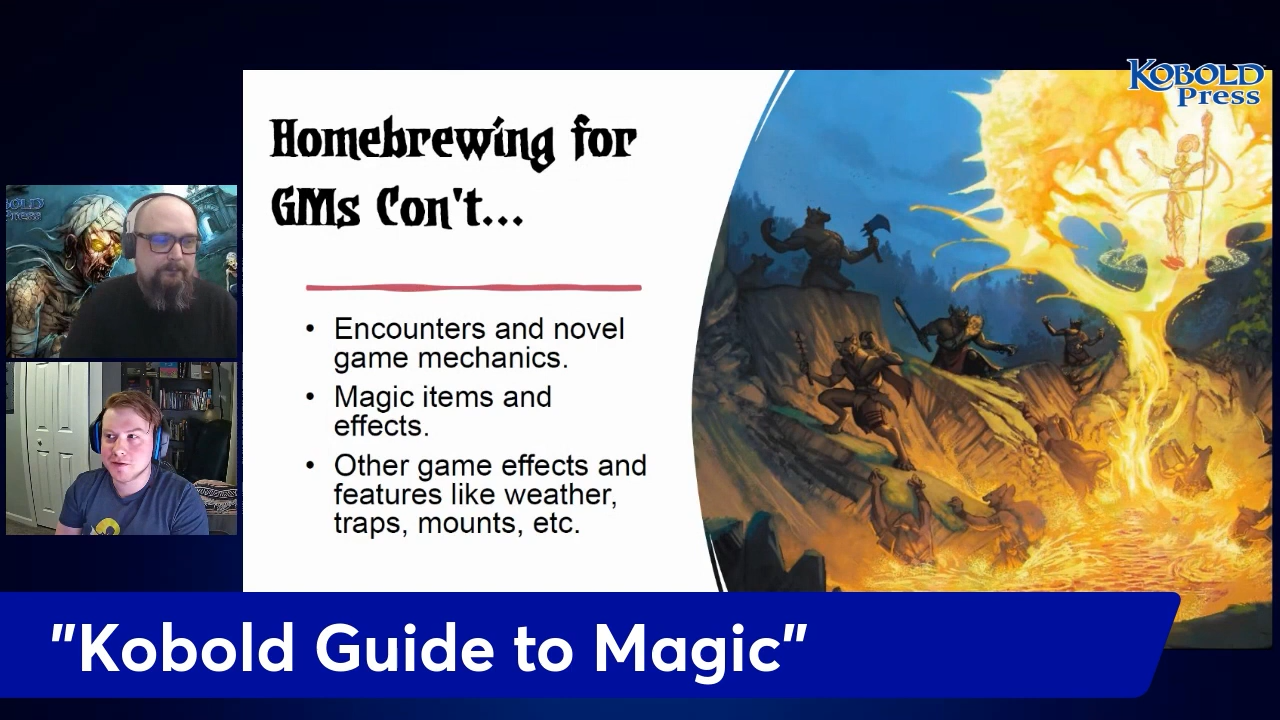 KOBOLD
Press
Homebrewing for
GMs Con't...
• Encounters and novel
game mechanics.
• Magic items and
effects.
• Other game effects and
features like weather,
traps, mounts, etc.
"Kobold Guide to Magic"